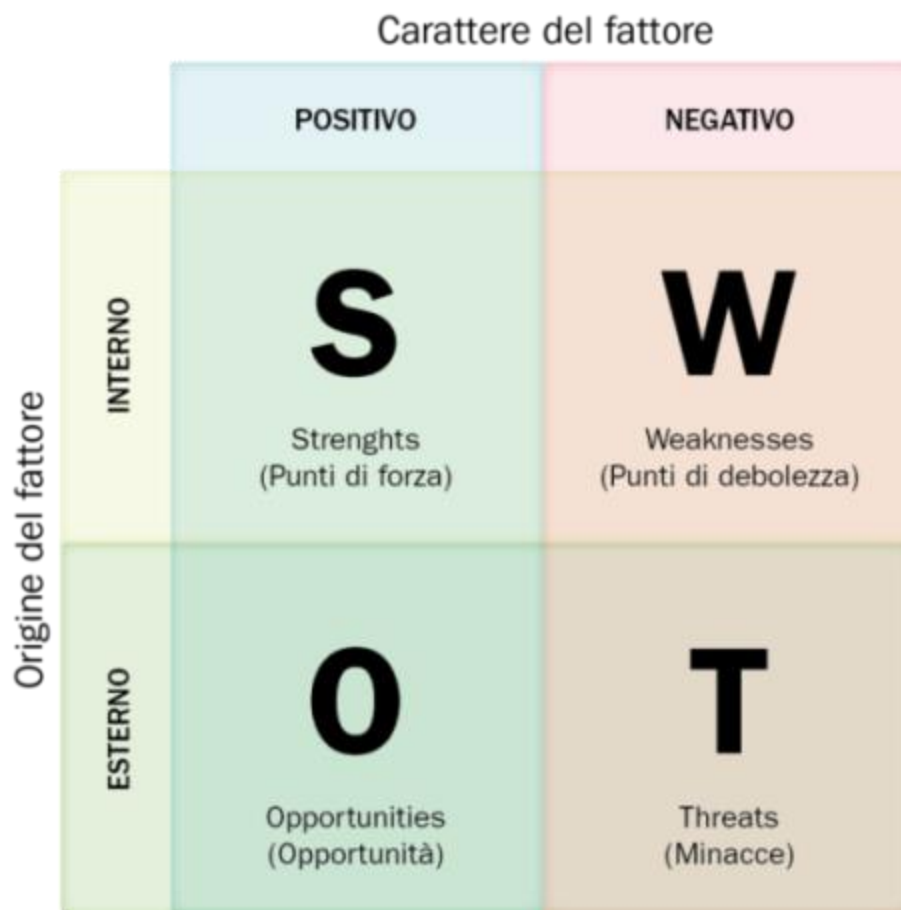 Carattere del fattore
POSITIVO
NEGATIVO
Origine del fattore
INTERNO
S
Strenghts
(Punti di forza)
W
Weaknesses
(Punti di debolezza)
ESTERNO
O
Opportunities
(Opportunità)
T
Threats
(Minacce)